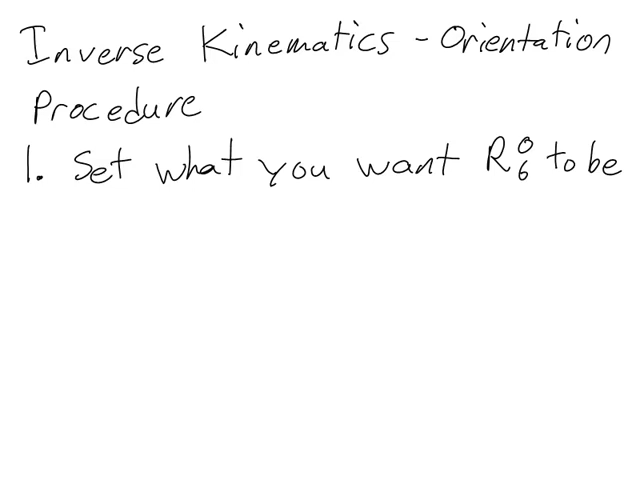 Inverse Kinematics - Orientation
Procedure
1. Set what you want R⁰₆ to be